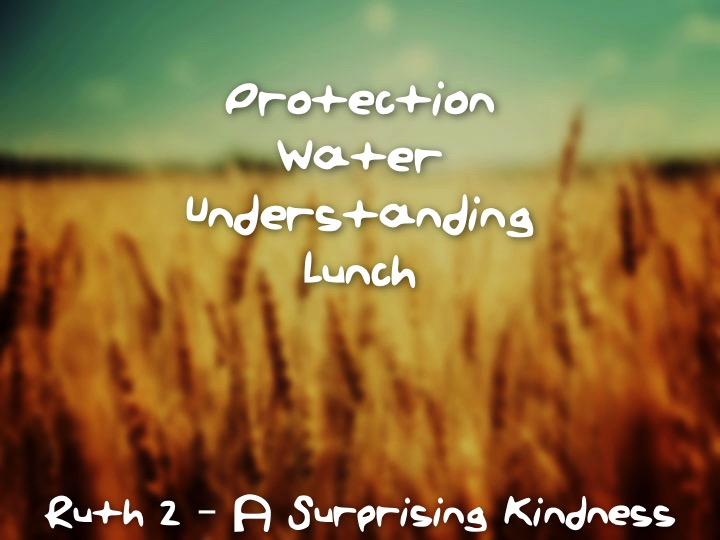 Protection
Water
Understanding
Lunch
Ruth 2 - A Surprising Kindness